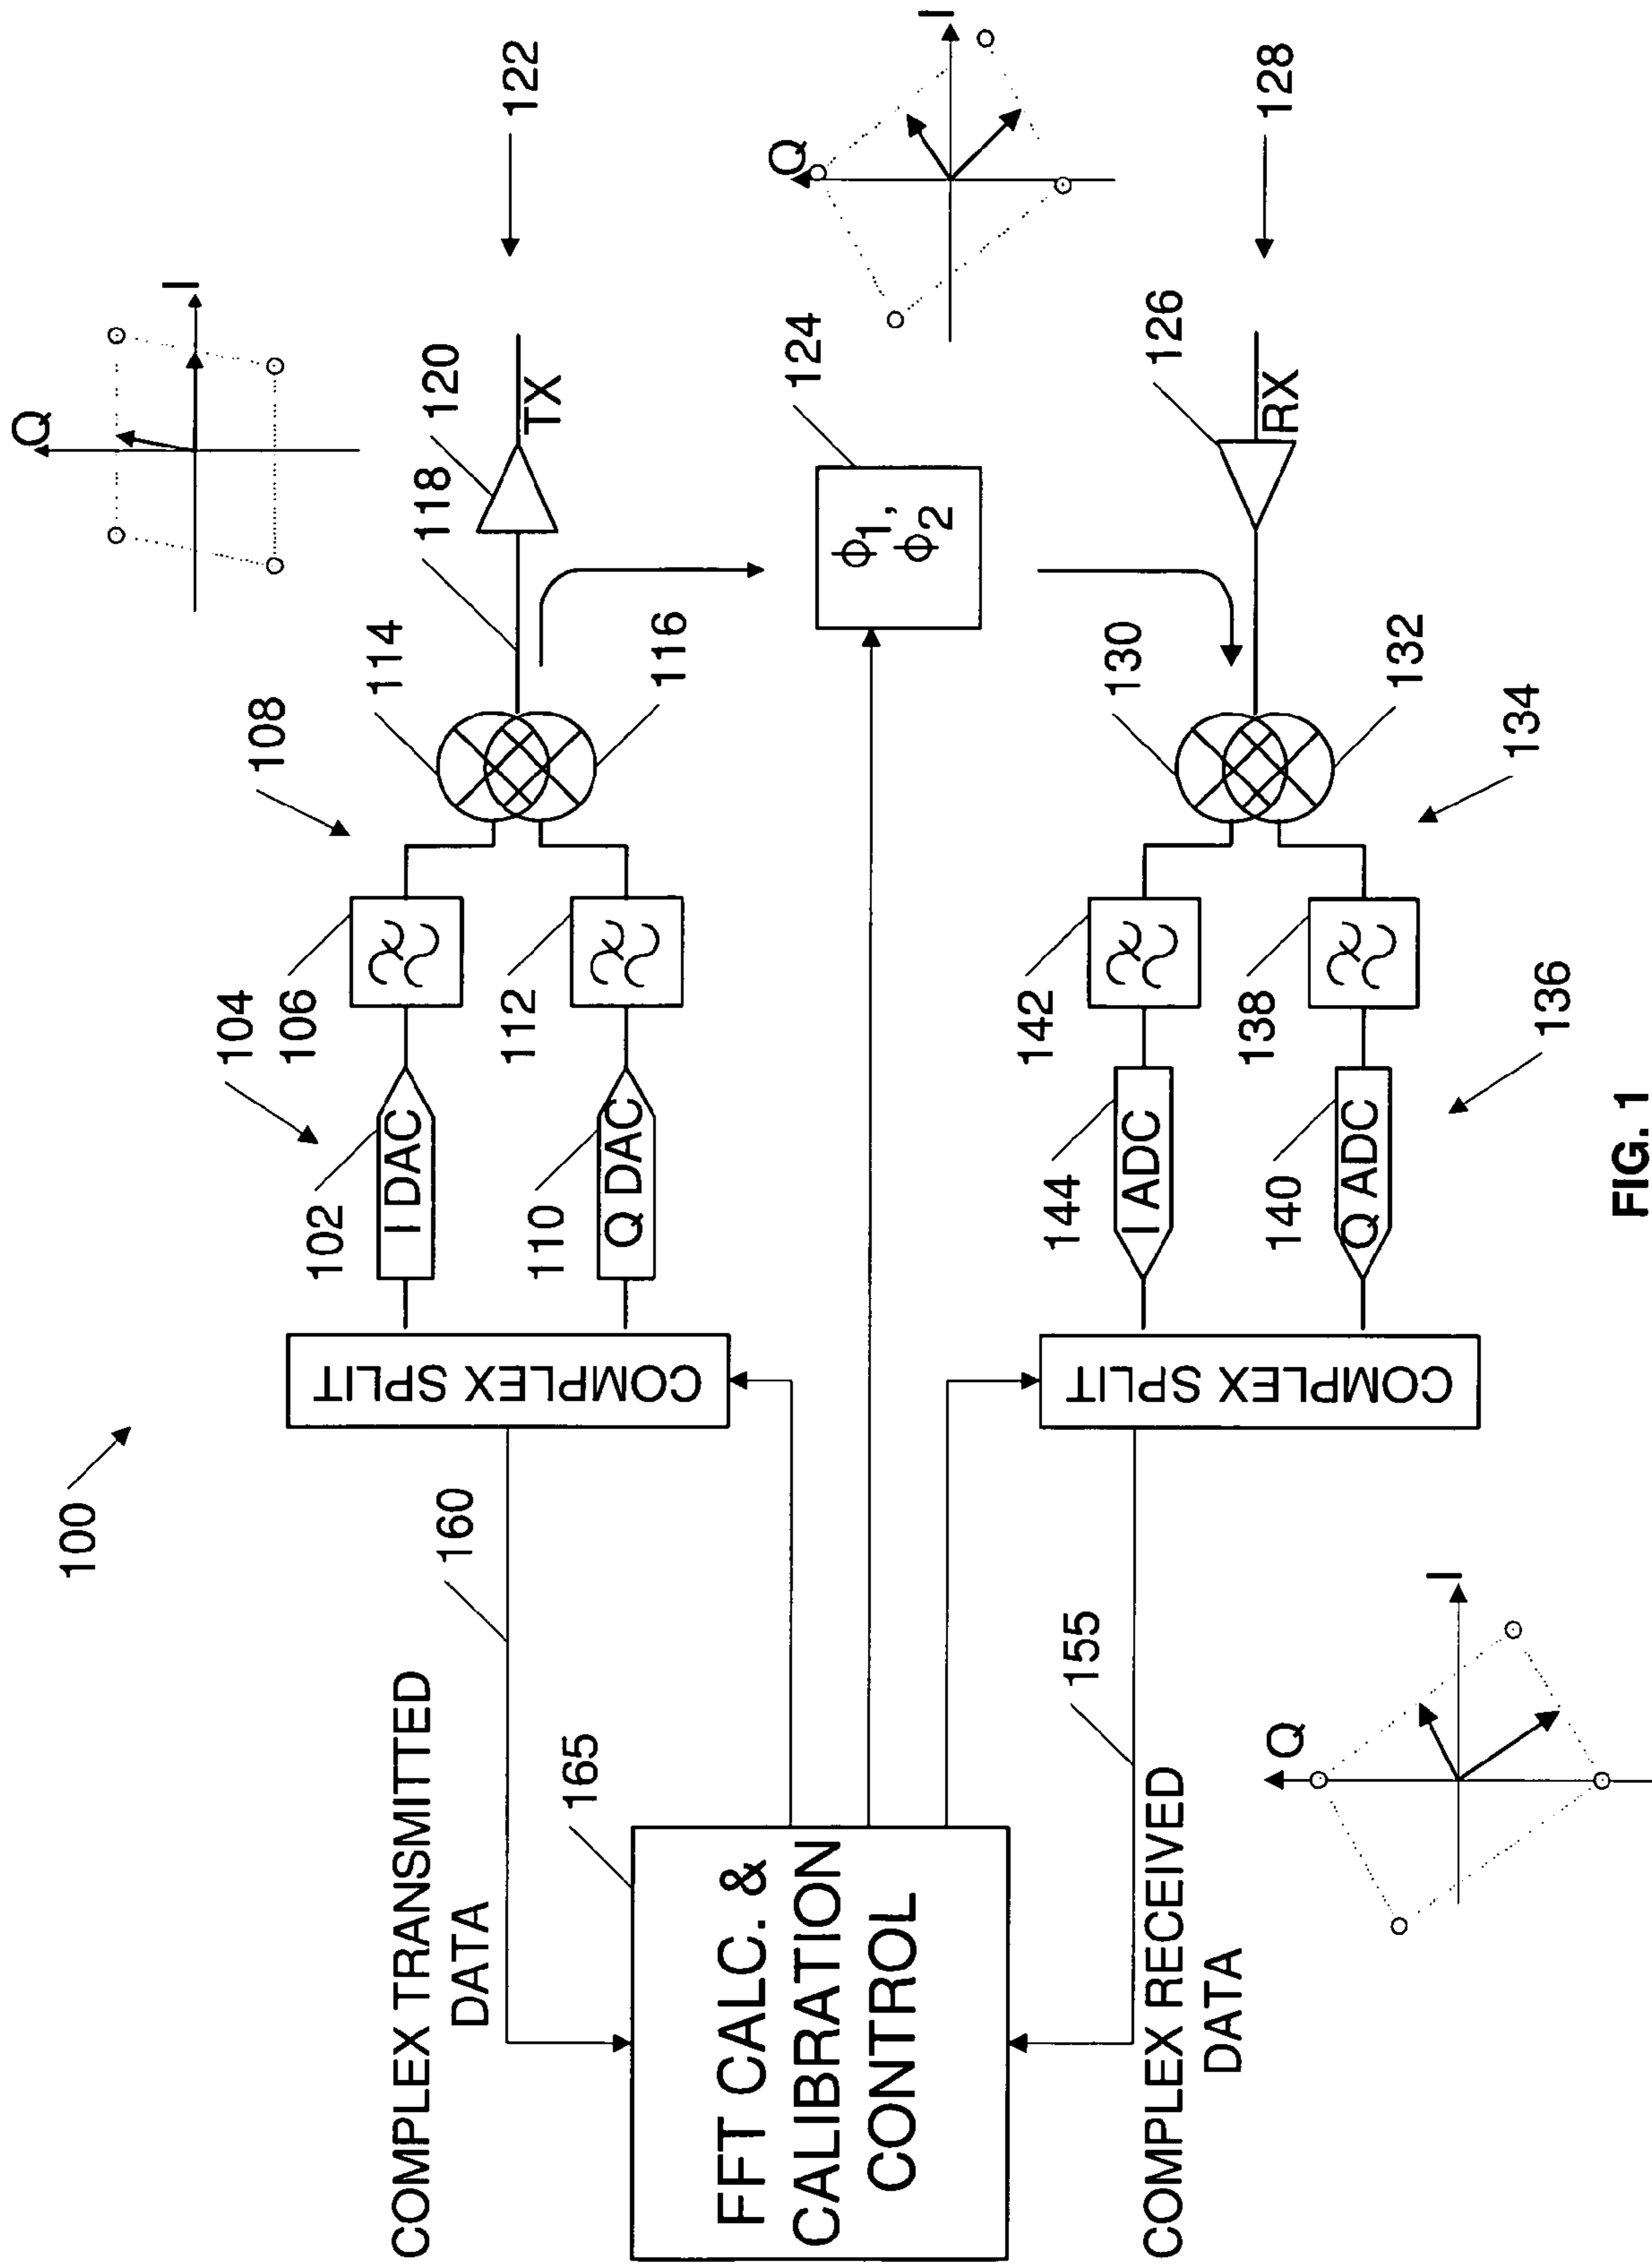 100
COMPLEX TRANSMITTED
DATA
160
COMPLEX SPLIT
104
102
I DAC
106
108
110
Q DAC
112
114
116
118
120
TX
122
Q
I
165
FFT CALC. &
CALIBRATION
CONTROL
124
ϕ1,
ϕ2
Q
I
COMPLEX RECEIVED
DATA
155
COMPLEX SPLIT
144
I ADC
142
140
Q ADC
138
136
134
130
132
126
RX
128
Q
I
FIG. 1